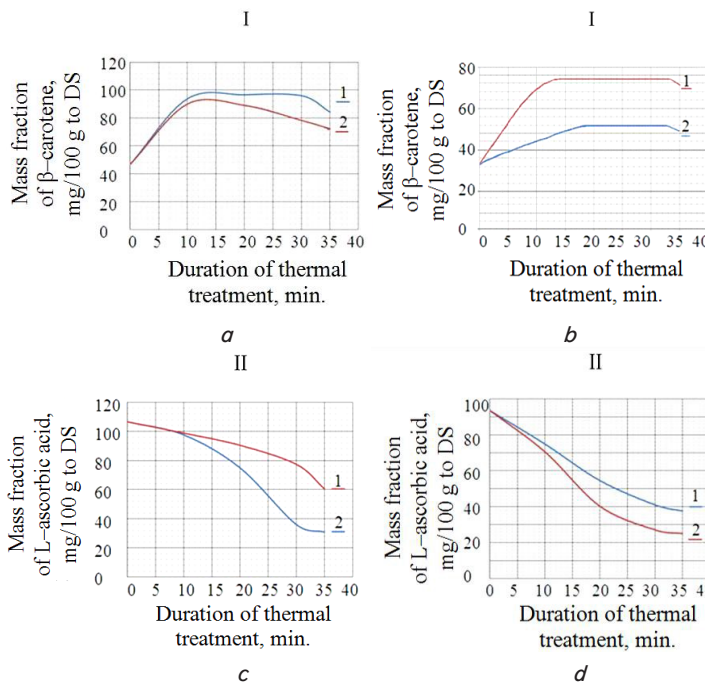 I
Mass fraction
of β–carotene,
mg/100 g to DS
120
100
80
60
40
20
0
1
2
0 5 10 15 20 25 30 35 40
Duration of thermal
treatment, min.
a
I
Mass fraction
of β–carotene,
mg/100 g to DS
80
60
40
20
0
1
2
0 5 10 15 20 25 30 35 40
Duration of thermal
treatment, min.
b
II
Mass fraction
of L–ascorbic acid,
mg/100 g to DS
120
100
80
60
40
20
0
1
2
0 5 10 15 20 25 30 35 40
Duration of thermal
treatment, min.
c
II
Mass fraction
of L–ascorbic acid,
mg/100 g to DS
100
80
60
40
20
0
1
2
0 5 10 15 20 25 30 35 40
Duration of thermal
treatment, min.
d